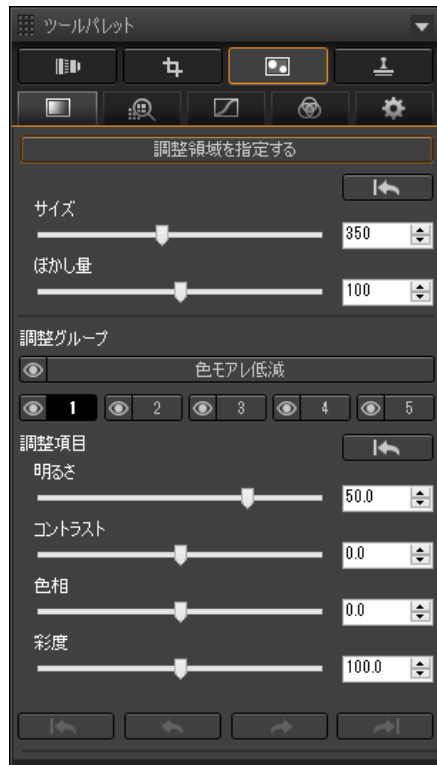 ツールパレット
調整領域を指定する
サイズ
350
ぼかし量
100
調整グループ
色モアレ低減
1 2 3 4 5
調整項目
明るさ
50.0
コントラスト
0.0
色相
0.0
彩度
100.0